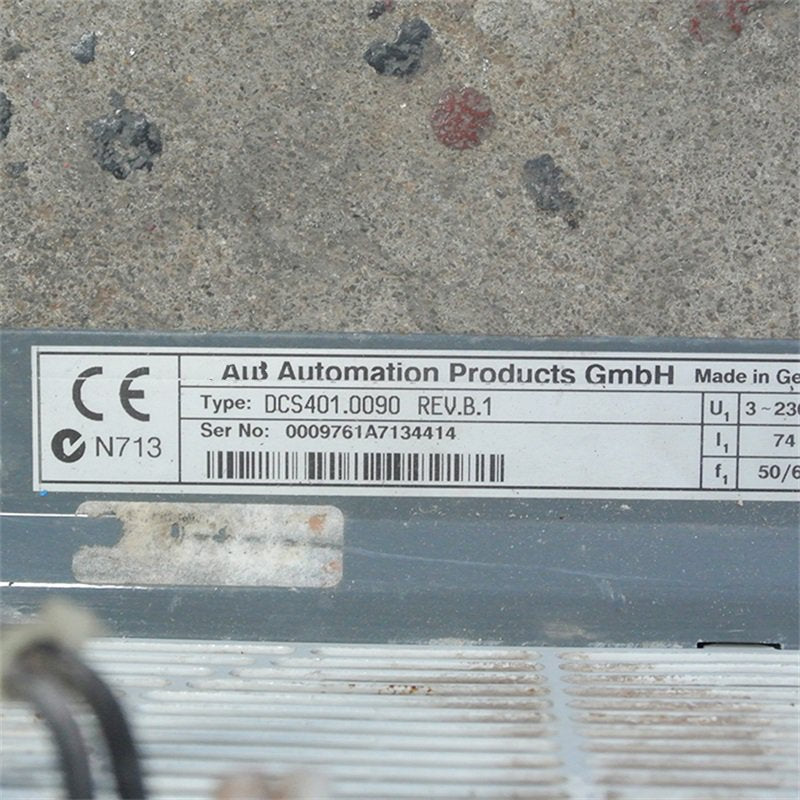 CE
N713
ABB Automation Products GmbH Made in Ge
Type: DCS401.0090 REV.B.1
Ser No: 0009761A7134414
U1 3~230
I1 74
f1 50/6